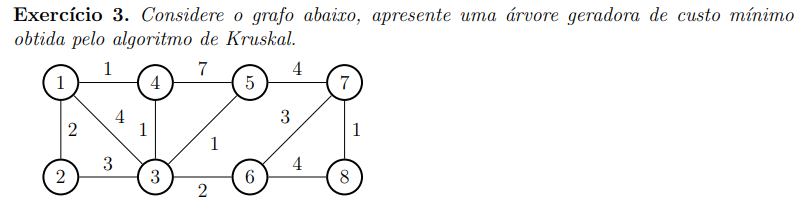 Exercício 3. Considere o grafo abaixo, apresente uma árvore geradora de custo mínimo
obtida pelo algoritmo de Kruskal.
1 7 4
1 4 5 7
2 4 1 1 3 1
3 2 4
2 3 6 8